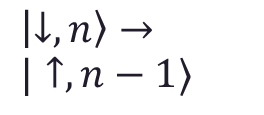 |↓, n⟩ →
| ↑, n − 1⟩